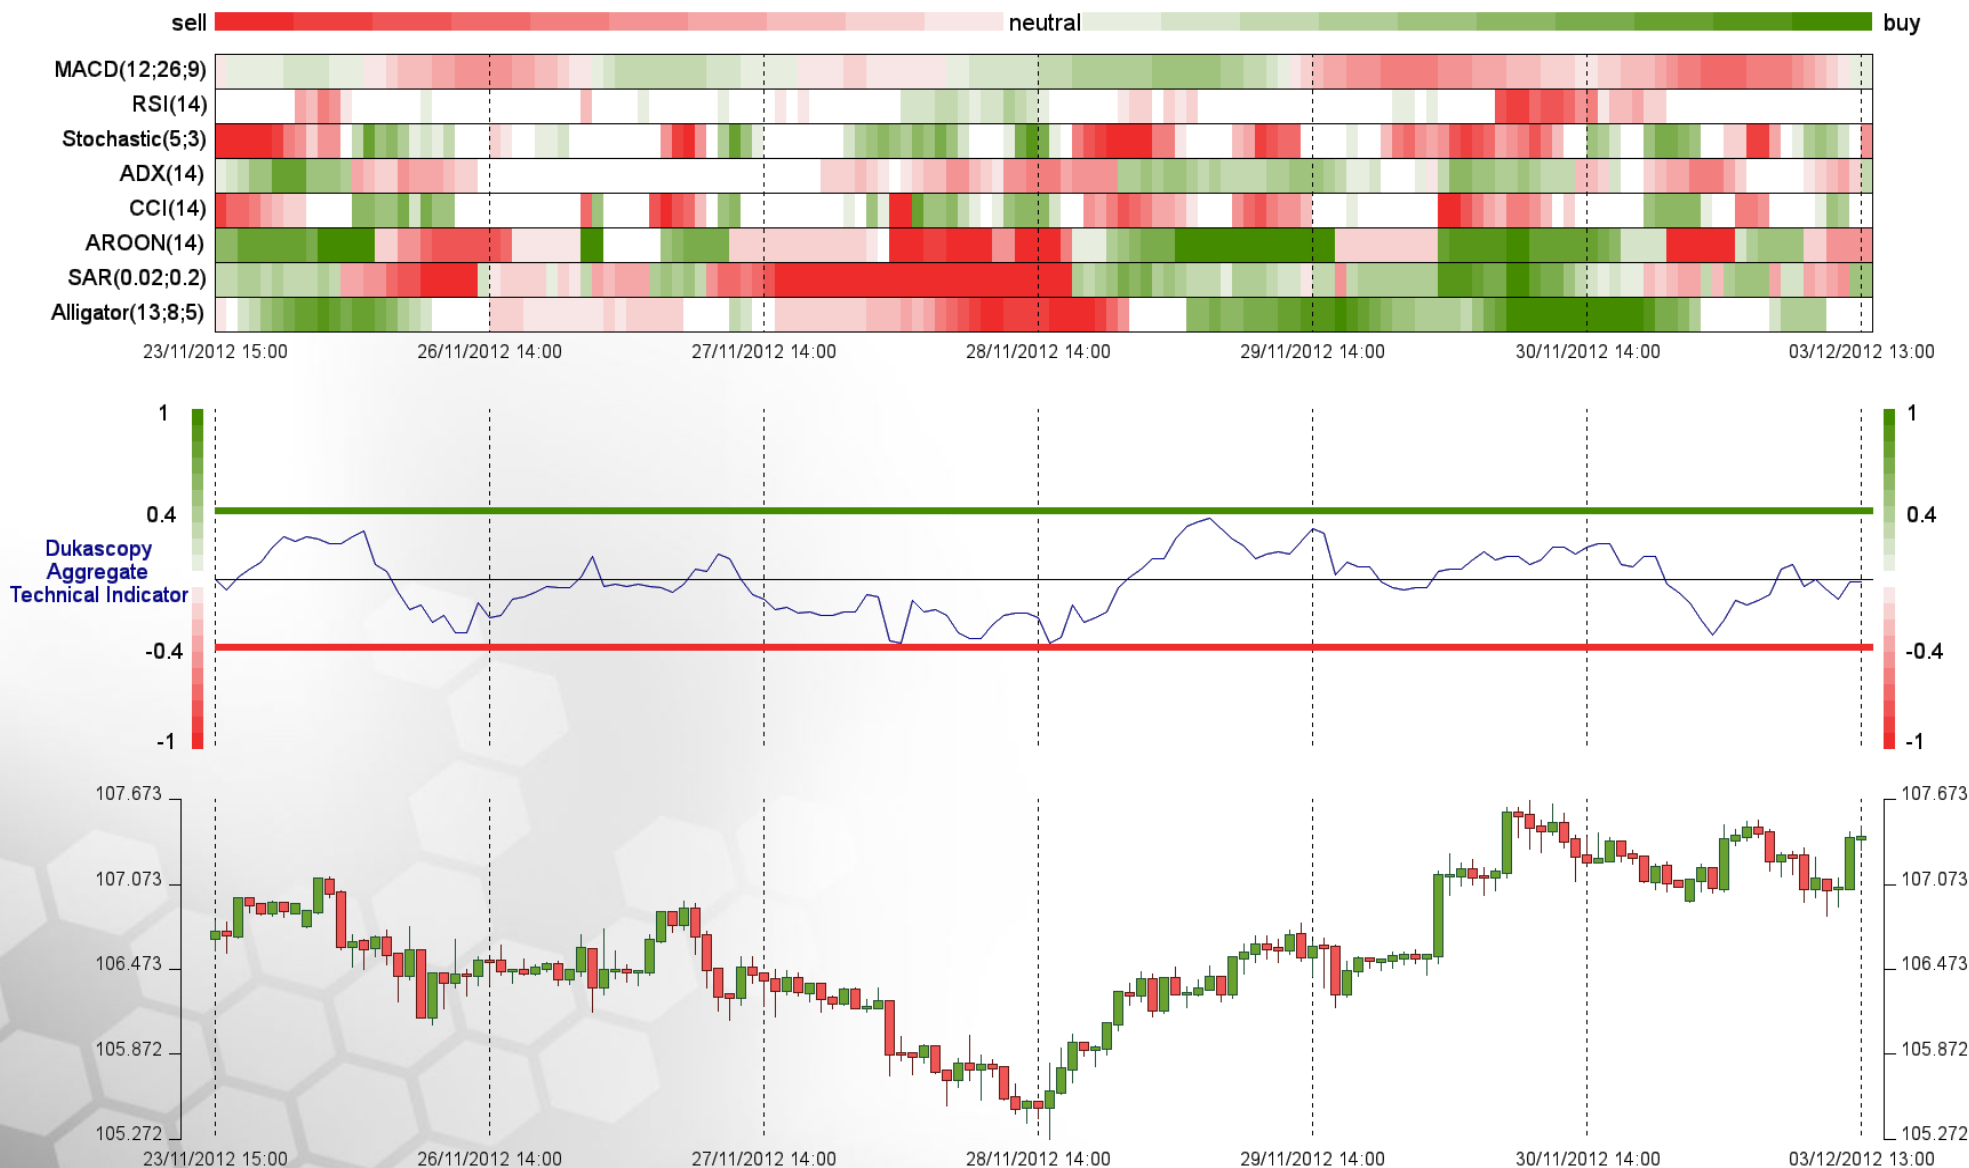 sell neutral buy
MACD(12;26;9)
RSI(14)
Stochastic(5;3)
ADX(14)
CCI(14)
AROON(14)
SAR(0.02;0.2)
Alligator(13;8;5)
23/11/2012 15:00 26/11/2012 14:00 27/11/2012 14:00 28/11/2012 14:00 29/11/2012 14:00 30/11/2012 14:00 03/12/2012 13:00
1 1
0.4 0.4
Dukascopy
Aggregate
Technical Indicator
-0.4 -0.4
-1 -1
107.673 107.673
107.073 107.073
106.473 106.473
105.872 105.872
105.272 105.272
23/11/2012 15:00 26/11/2012 14:00 27/11/2012 14:00 28/11/2012 14:00 29/11/2012 14:00 30/11/2012 14:00 03/12/2012 13:00